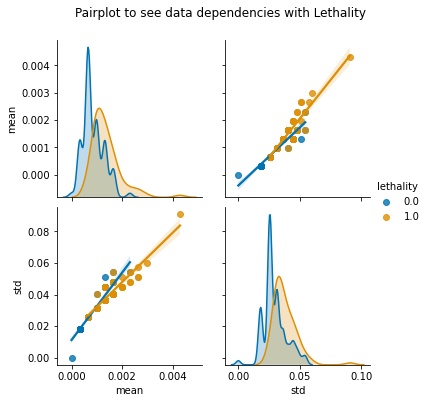 Pairplot to see data dependencies with Lethality
0.004
0.003
0.002
0.001
0.000
mean
lethality
0.0
1.0
0.08
0.06
0.04
0.02
0.00
std
0.000 0.002 0.004
mean
0.00 0.05 0.10
std